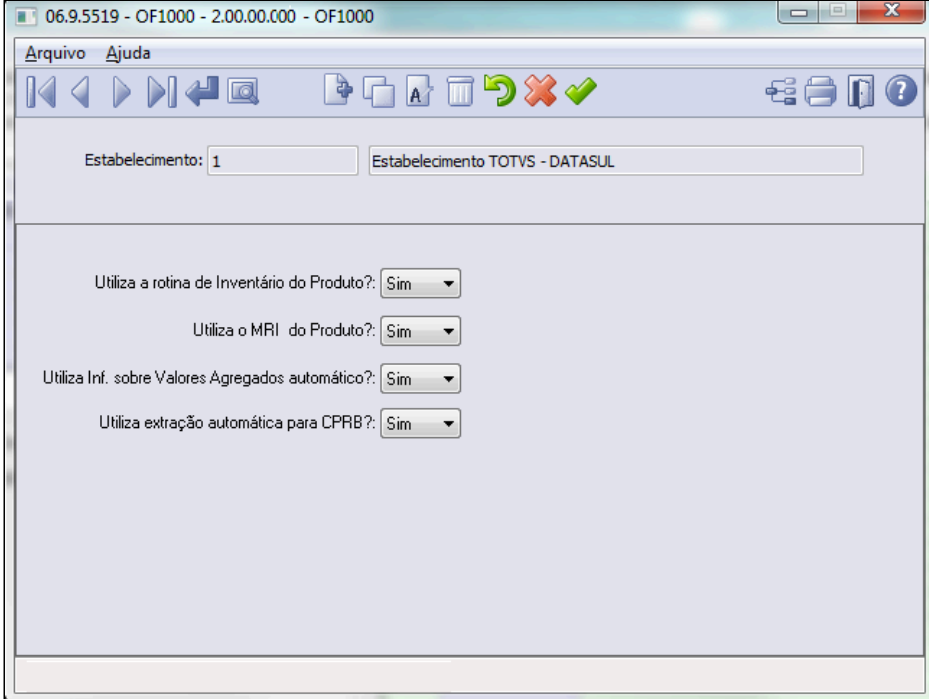 06.9.5519 - OF1000 - 2.00.00.000 - OF1000
Arquivo Ajuda
A
?
Estabelecimento: 1 Estabelecimento TOTVS - DATASUL
Utiliza a rotina de Inventário do Produto?: Sim
Utiliza o MRI do Produto?: Sim
Utiliza Inf. sobre Valores Agregados automático?: Sim
Utiliza extração automática para CPRB?: Sim